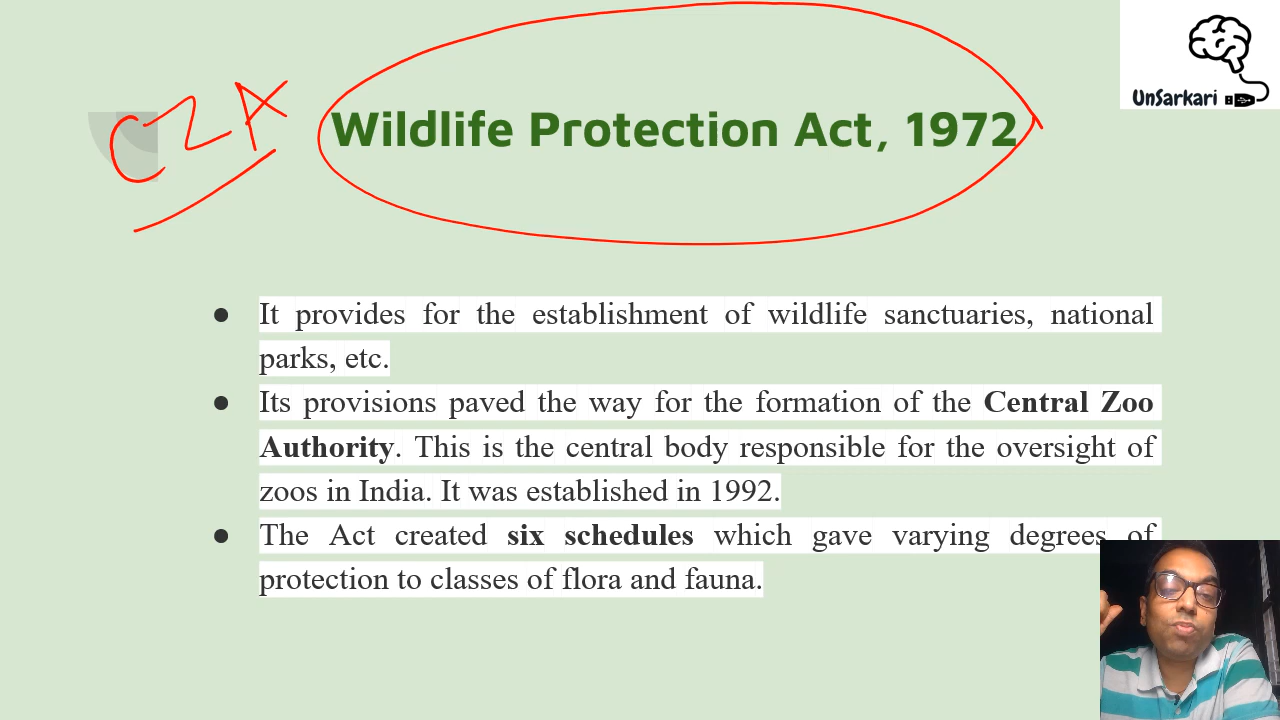 UnSarkari
CZA
Wildlife Protection Act, 1972
● It provides for the establishment of wildlife sanctuaries, national
parks, etc.
● Its provisions paved the way for the formation of the Central Zoo
Authority. This is the central body responsible for the oversight of
zoos in India. It was established in 1992.
● The Act created six schedules which gave varying degrees of
protection to classes of flora and fauna.